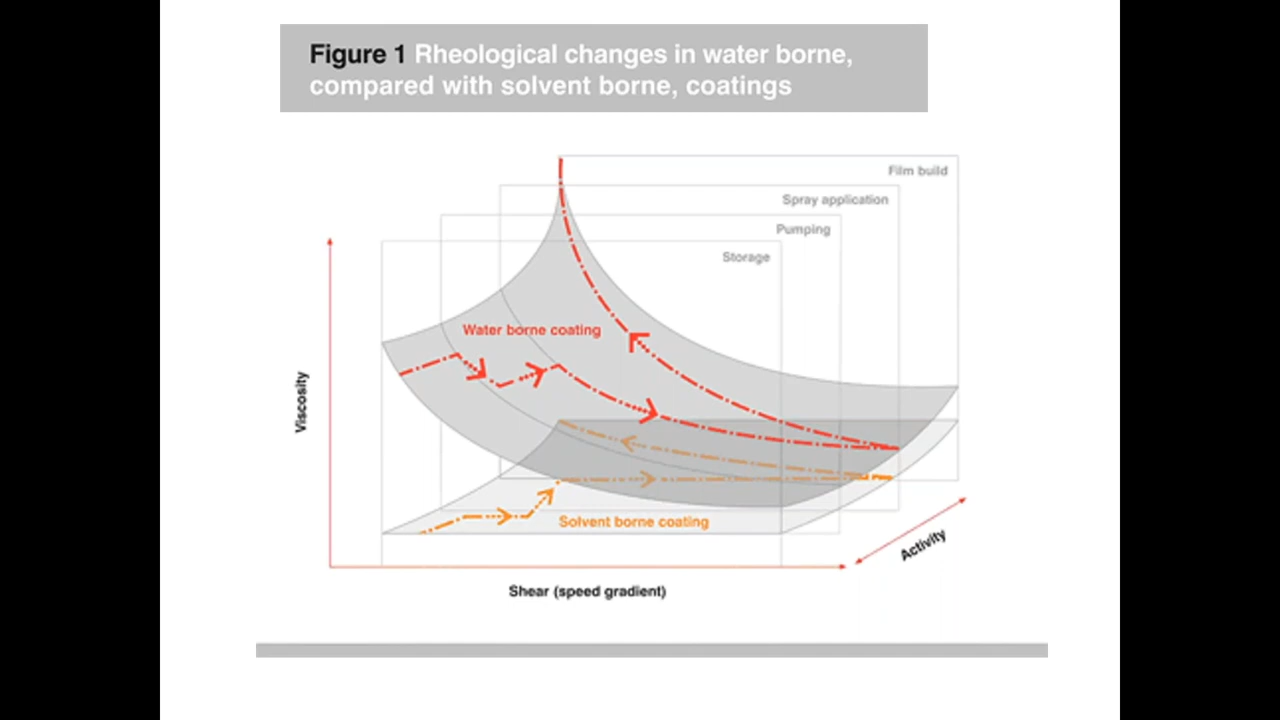 Figure 1 Rheological changes in water borne,
compared with solvent borne, coatings
Film build
Spray application
Pumping
Storage
Water borne coating
Viscosity
Solvent borne coating
Activity
Shear (speed gradient)